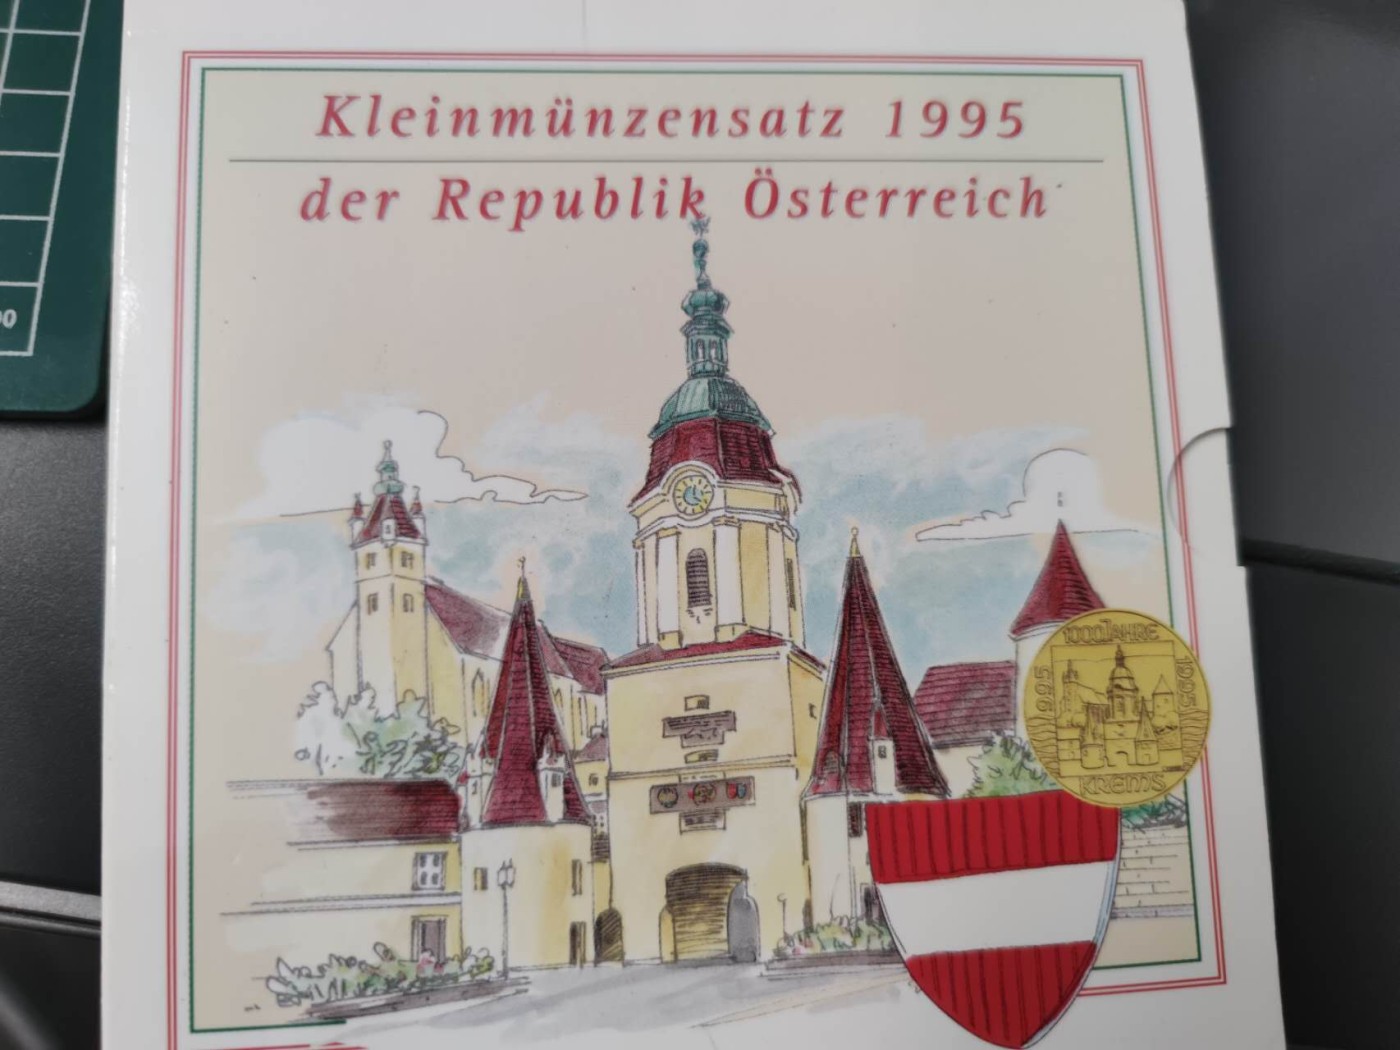 Kleinmünzensatz 1995
der Republik Österreich
1000 JAHRE
995
1995
KREMS